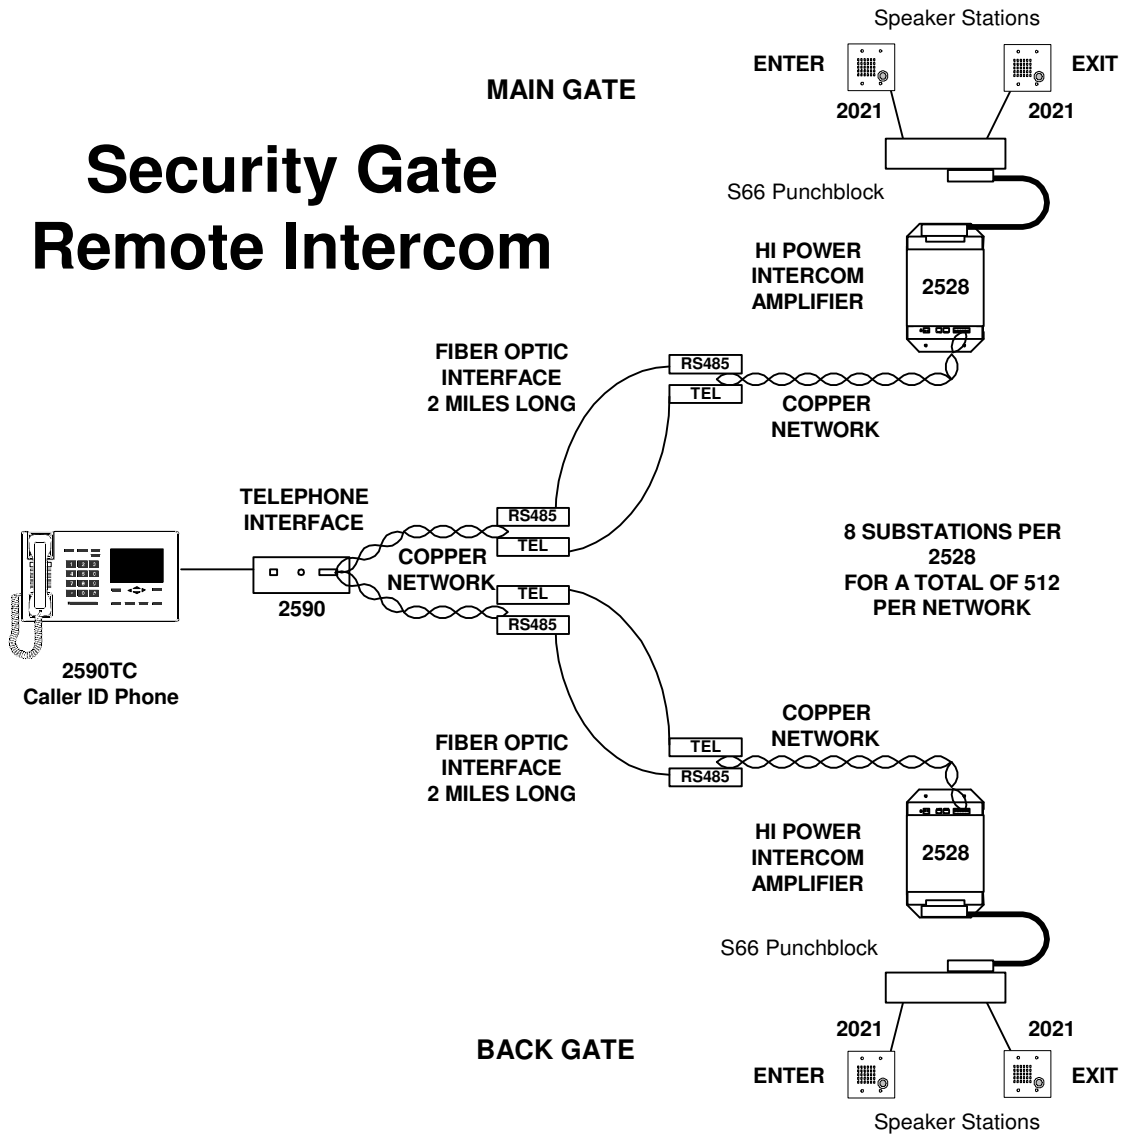 Speaker Stations
ENTER
EXIT
MAIN GATE
2021
2021
Security Gate
Remote Intercom
S66 Punchblock
HI POWER
INTERCOM
AMPLIFIER
2528
FIBER OPTIC
INTERFACE
2 MILES LONG
RS485
TEL
COPPER
NETWORK
TELEPHONE
INTERFACE
RS485
TEL
COPPER
NETWORK
TEL
RS485
2590
8 SUBSTATIONS PER
2528
FOR A TOTAL OF 512
PER NETWORK
2590TC
Caller ID Phone
FIBER OPTIC
INTERFACE
2 MILES LONG
TEL
RS485
COPPER
NETWORK
HI POWER
INTERCOM
AMPLIFIER
2528
S66 Punchblock
2021
2021
BACK GATE
ENTER
EXIT
Speaker Stations